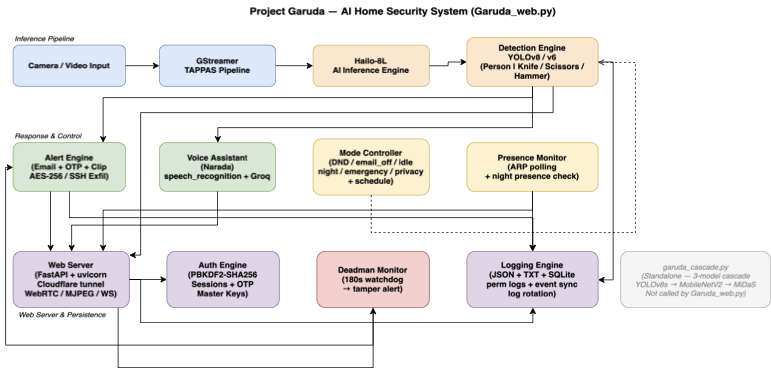 Project Garuda — AI Home Security System (Garuda_web.py)
Inference Pipeline
Camera / Video Input
GStreamer
TAPPAS Pipeline
Hailo-8L
AI Inference Engine
Detection Engine
YOLOv8 / v6
(Person | Knife / Scissors /
Hammer)
Response & Control
Alert Engine
(Email + OTP + Clip
AES-256 / SSH Exfil)
Voice Assistant
(Narada)
speech_recognition + Groq
Mode Controller
(DND / email_off / idle
night / emergency / privacy
+ schedule)
Presence Monitor
(ARP polling
+ night presence check)
Web Server
(FastAPI + uvicorn
Cloudflare tunnel
WebRTC / MJPEG / WS)
Auth Engine
(PBKDF2-SHA256
Sessions + OTP
Master Keys)
Deadman Monitor
(180s watchdog
→ tamper alert)
Logging Engine
(JSON + TXT + SQLite
perm logs + event sync
log rotation)
garuda_cascade.py
(Standalone — 3-model cascade
YOLOv8s → MobileNetV2 → MiDaS
Not called by Garuda_web.py)
Web Server & Persistence